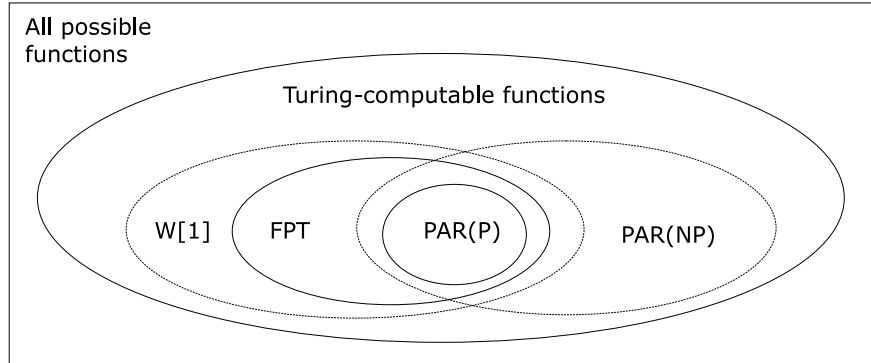 All possible
functions
Turing-computable functions
W[1]
FPT
PAR(P)
PAR(NP)